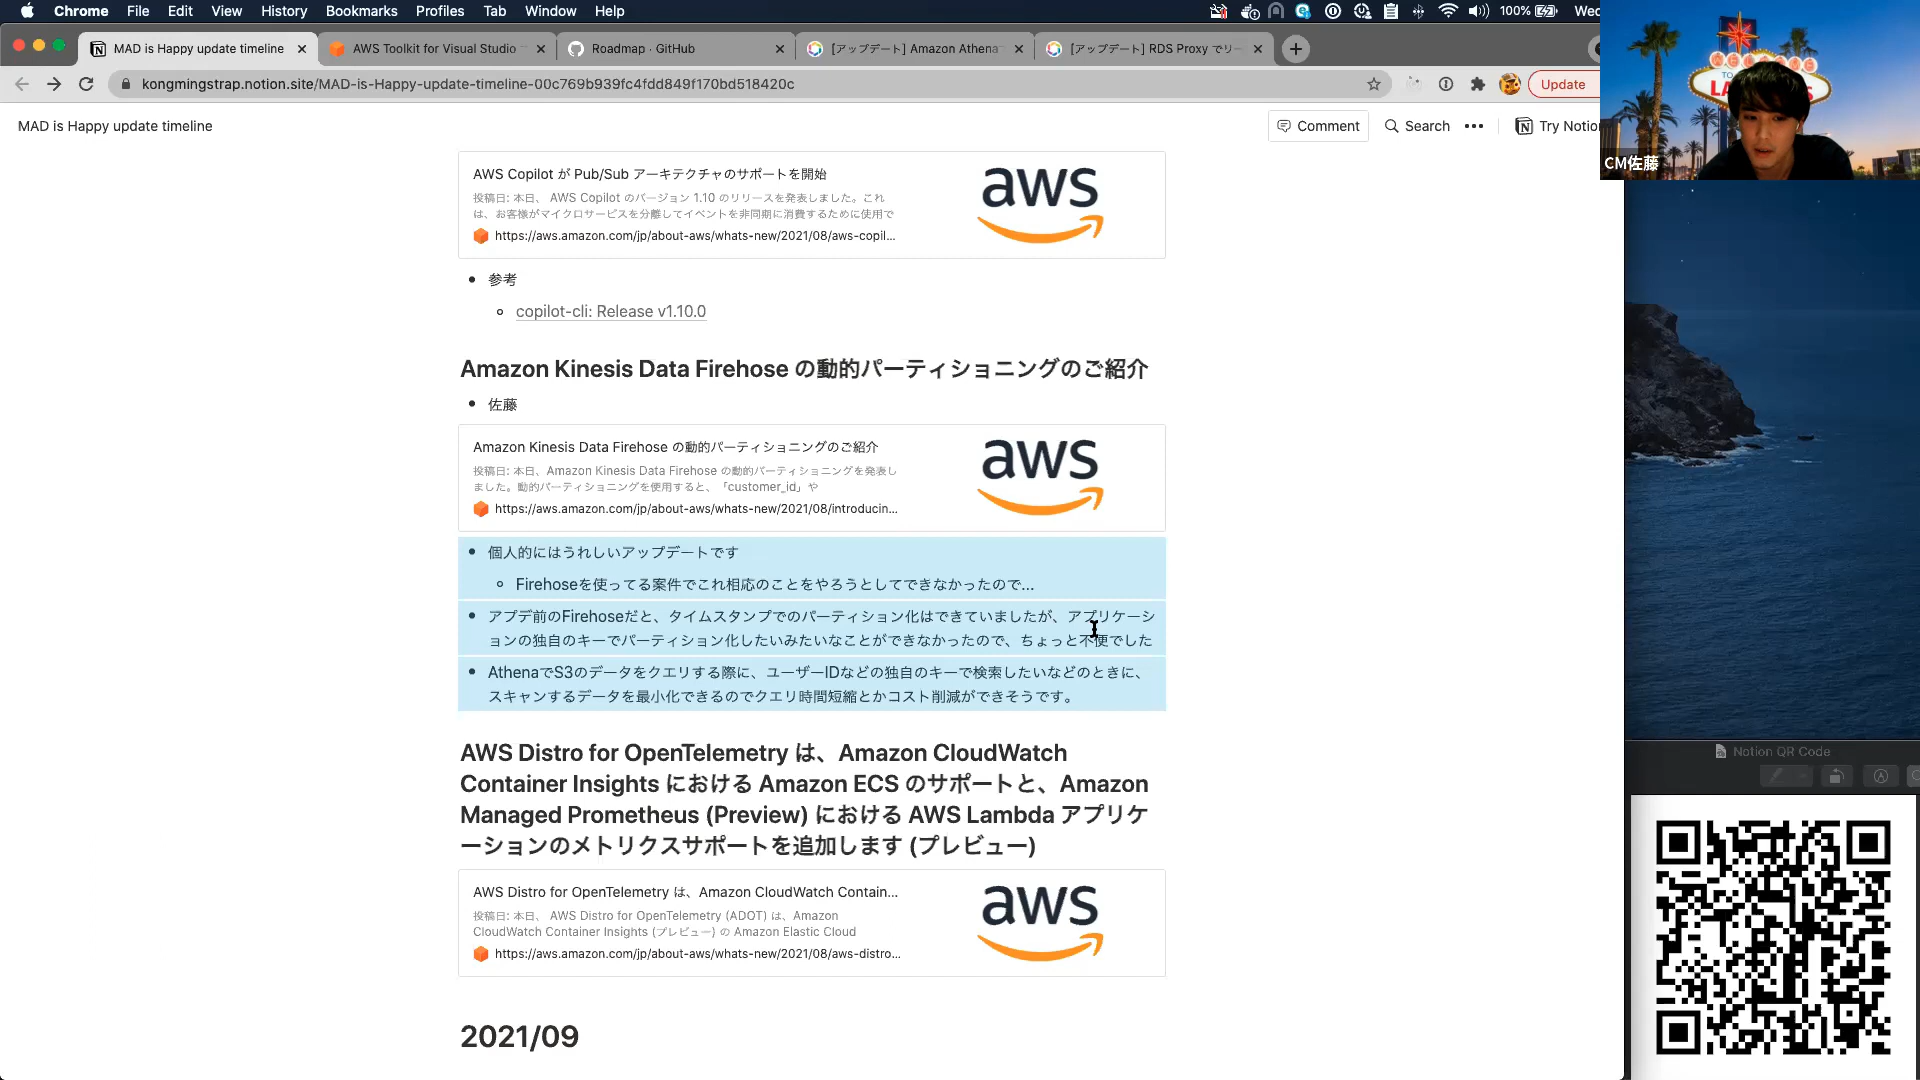 Chrome File Edit View History Bookmarks Profiles Tab Window Help 100% Wed
MAD is Happy update timeline
AWS Toolkit for Visual Studio
Roadmap · GitHub
[アップデート] Amazon Athena
[アップデート] RDS Proxy でリー
kongmingstrap.notion.site/MAD-is-Happy-update-timeline-00c769b939fc4fdd849f170bd518420c
Update
MAD is Happy update timeline
Comment
Search
Try Notion
WELCOME
TO
CM佐藤
AWS Copilot が Pub/Sub アーキテクチャのサポートを開始
投稿日: 本日、 AWS Copilot のバージョン 1.10 のリリースを発表しました。これ
は、お客様がマイクロサービスを分離してイベントを非同期に消費するために使用で
https://aws.amazon.com/jp/about-aws/whats-new/2021/08/aws-copil...
aws
参考
copilot-cli: Release v1.10.0
Amazon Kinesis Data Firehose の動的パーティショニングのご紹介
佐藤
Amazon Kinesis Data Firehose の動的パーティショニングのご紹介
投稿日: 本日、Amazon Kinesis Data Firehose の動的パーティショニングを発表し
ました。動的パーティショニングを使用すると、「customer_id」や
https://aws.amazon.com/jp/about-aws/whats-new/2021/08/introducin...
aws
個人的にはうれしいアップデートです
Firehoseを使ってる案件でこれ相応のことをやろうとしてできなかったので...
アプデ前のFirehoseだと、タイムスタンプでのパーティション化はできていましたが、アプリケーシ
ョンの独自のキーでパーティション化したいみたいなことができなかったので、ちょっと不便でした
AthenaでS3のデータをクエリする際に、ユーザーIDなどの独自のキーで検索したいなどのときに、
スキャンするデータを最小化できるのでクエリ時間短縮とかコスト削減ができそうです。
AWS Distro for OpenTelemetry は、Amazon CloudWatch
Container Insights における Amazon ECS のサポートと、Amazon
Managed Prometheus (Preview) における AWS Lambda アプリケ
ーションのメトリクスサポートを追加します (プレビュー)
AWS Distro for OpenTelemetry は、Amazon CloudWatch Contain...
投稿日: 本日、 AWS Distro for OpenTelemetry (ADOT) は、Amazon
CloudWatch Container Insights (プレビュー) の Amazon Elastic Cloud
https://aws.amazon.com/jp/about-aws/whats-new/2021/08/aws-distro...
aws
2021/09
Notion QR Code